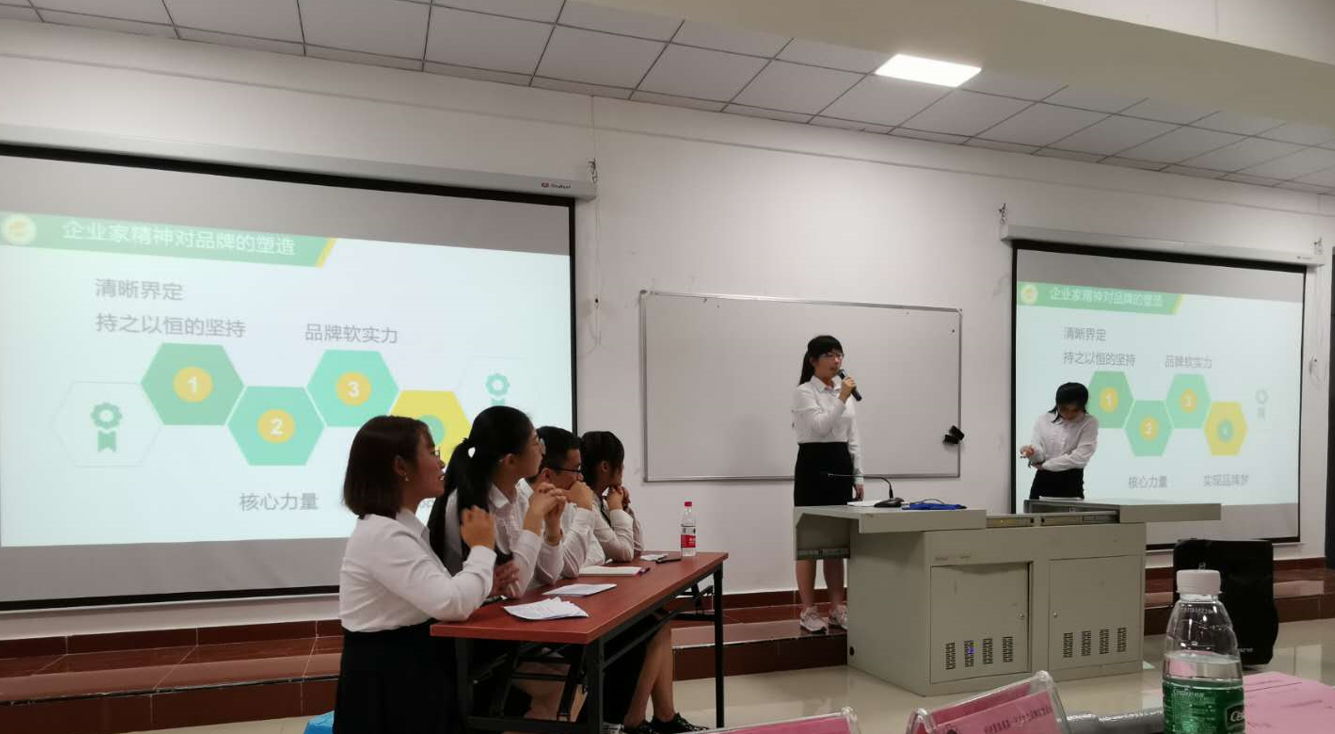 企业家精神对品牌的塑造
清晰界定
持之以恒的坚持
品牌软实力
1
2
3
核心力量
企业家精神对品牌的塑造
清晰界定
持之以恒的坚持
品牌软实力
1
2
3
4
核心力量
实现品牌梦